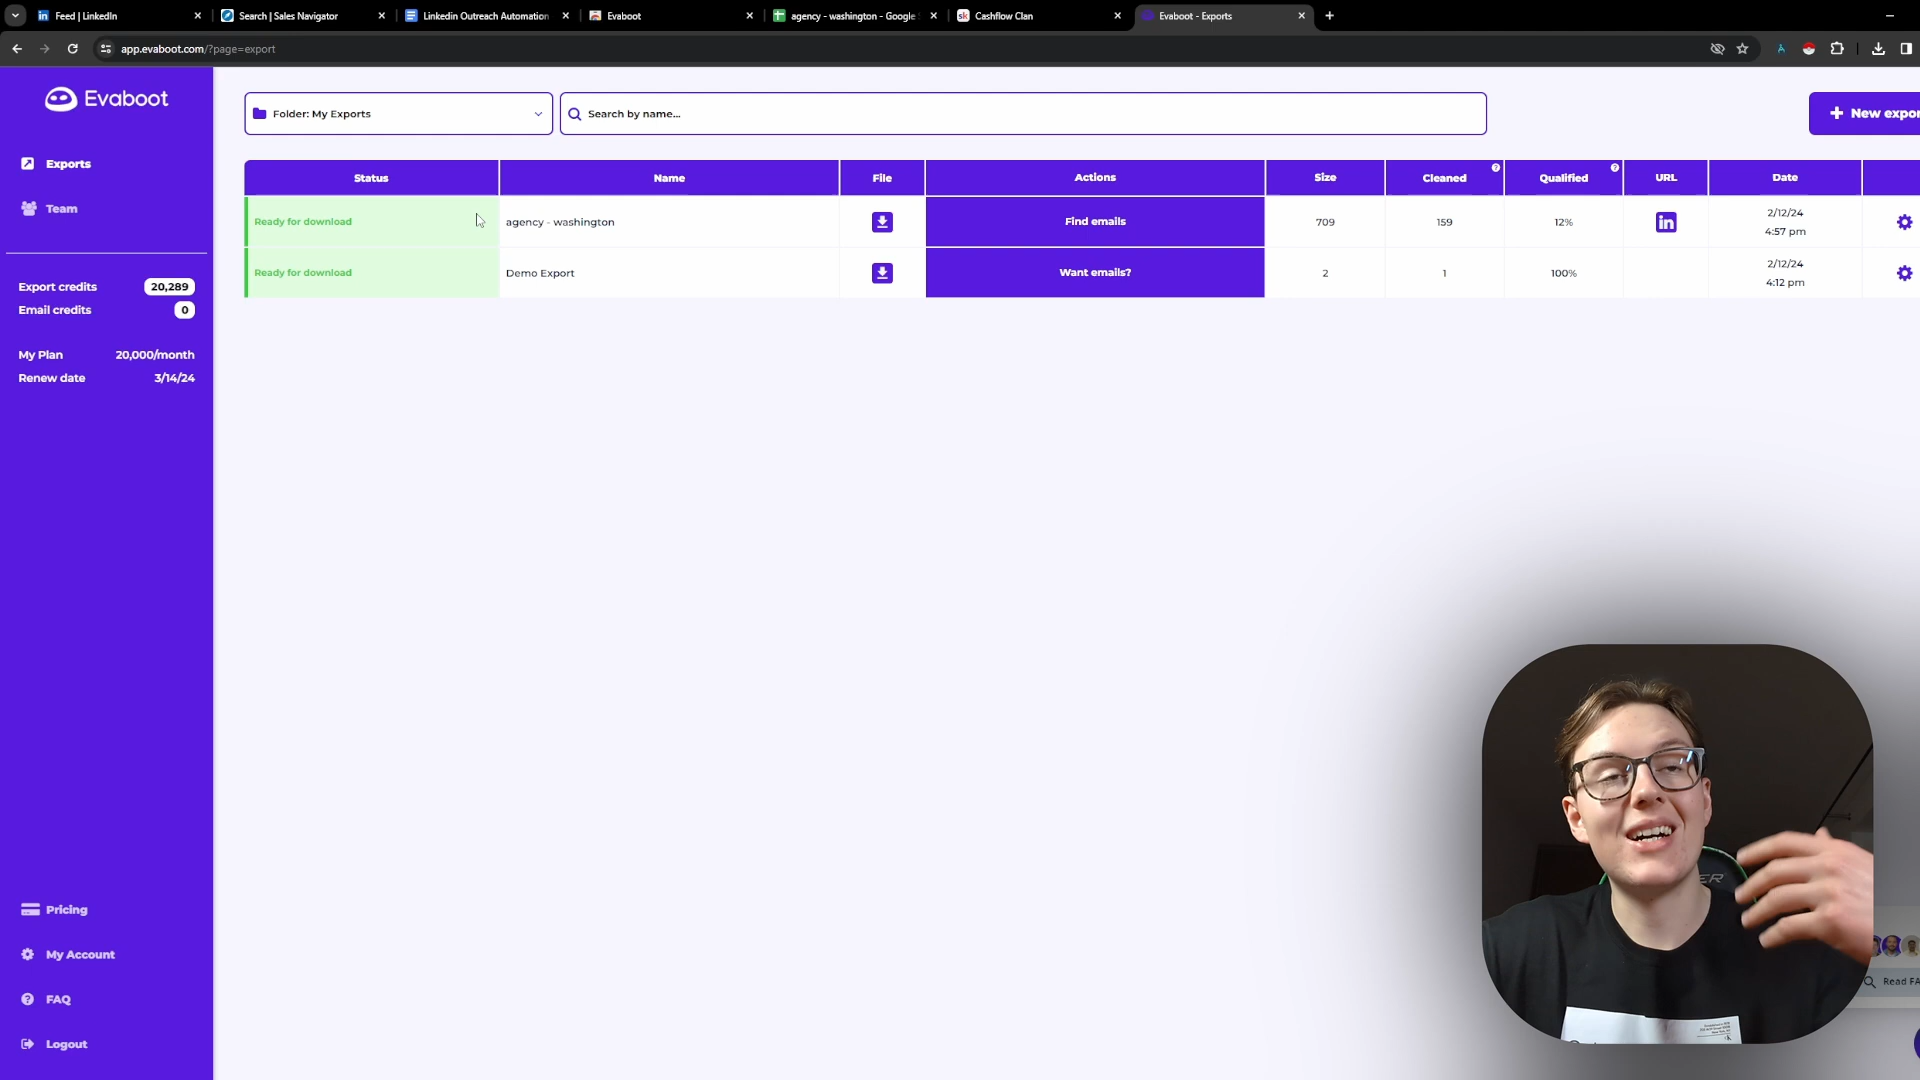 Feed | LinkedIn
Search | Sales Navigator
Linkedin Outreach Automation
Evaboot
agency - washington - Google
sk Cashflow Clan
Evaboot - Exports
app.evaboot.com/?page=export
Evaboot
Exports
Team
Export credits 20,289
Email credits 0
My Plan 20,000/month
Renew date 3/14/24
Pricing
My Account
FAQ
Logout
Folder: My Exports
Search by name...
+ New expor
Status Name File Actions Size Cleaned ? Qualified ? URL Date
Ready for download agency - washington Find emails 709 159 12% in 2/12/24
4:57 pm
Ready for download Demo Export Want emails? 2 1 100% 2/12/24
4:12 pm
ER
Read FA